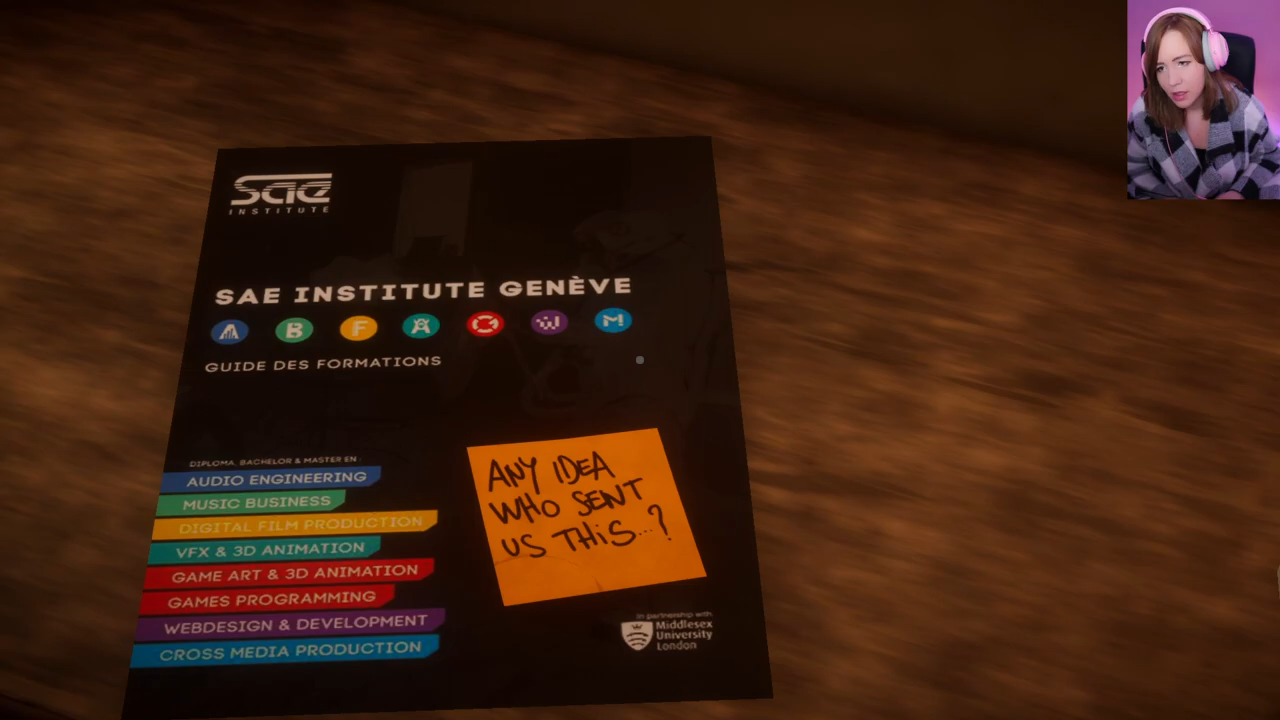 sae
INSTITUTE
SAE INSTITUTE GENÈVE
A B F A W M
GUIDE DES FORMATIONS
DIPLOMA, BACHELOR & MASTER EN
AUDIO ENGINEERING
MUSIC BUSINESS
DIGITAL FILM PRODUCTION
VFX & 3D ANIMATION
GAME ART & 3D ANIMATION
GAMES PROGRAMMING
WEBDESIGN & DEVELOPMENT
CROSS MEDIA PRODUCTION
ANY IDEA
WHO SENT
US THIS...?
In partnership with
Middlesex
University
London